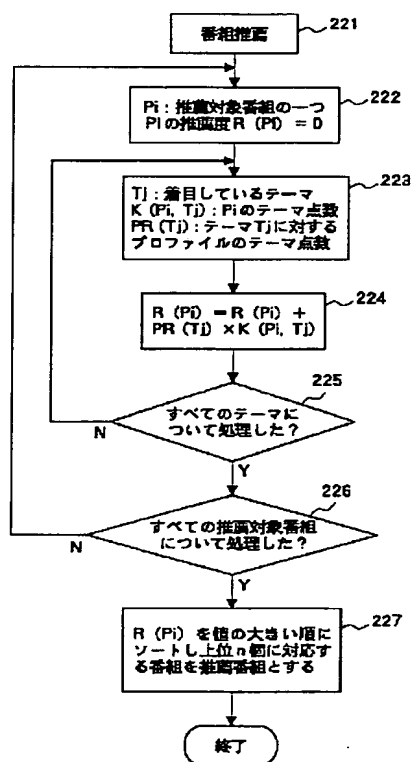 番組推薦
221
Pi：推薦対象番組の一つ
Piの推薦度R（Pi）＝0
222
Tj：着目しているテーマ
K（Pi, Tj）：Piのテーマ点数
PR（Tj）：テーマTjに対する
プロファイルのテーマ点数
223
R（Pi）＝R（Pi）＋
PR（Tj）×K（Pi, Tj）
224
225
すべてのテーマに
ついて処理した？
N
Y
226
すべての推薦対象番組
について処理した？
N
Y
R（Pi）を値の大きい順に
ソートし上位n個に対応す
る番組を推薦番組とする
227
終了